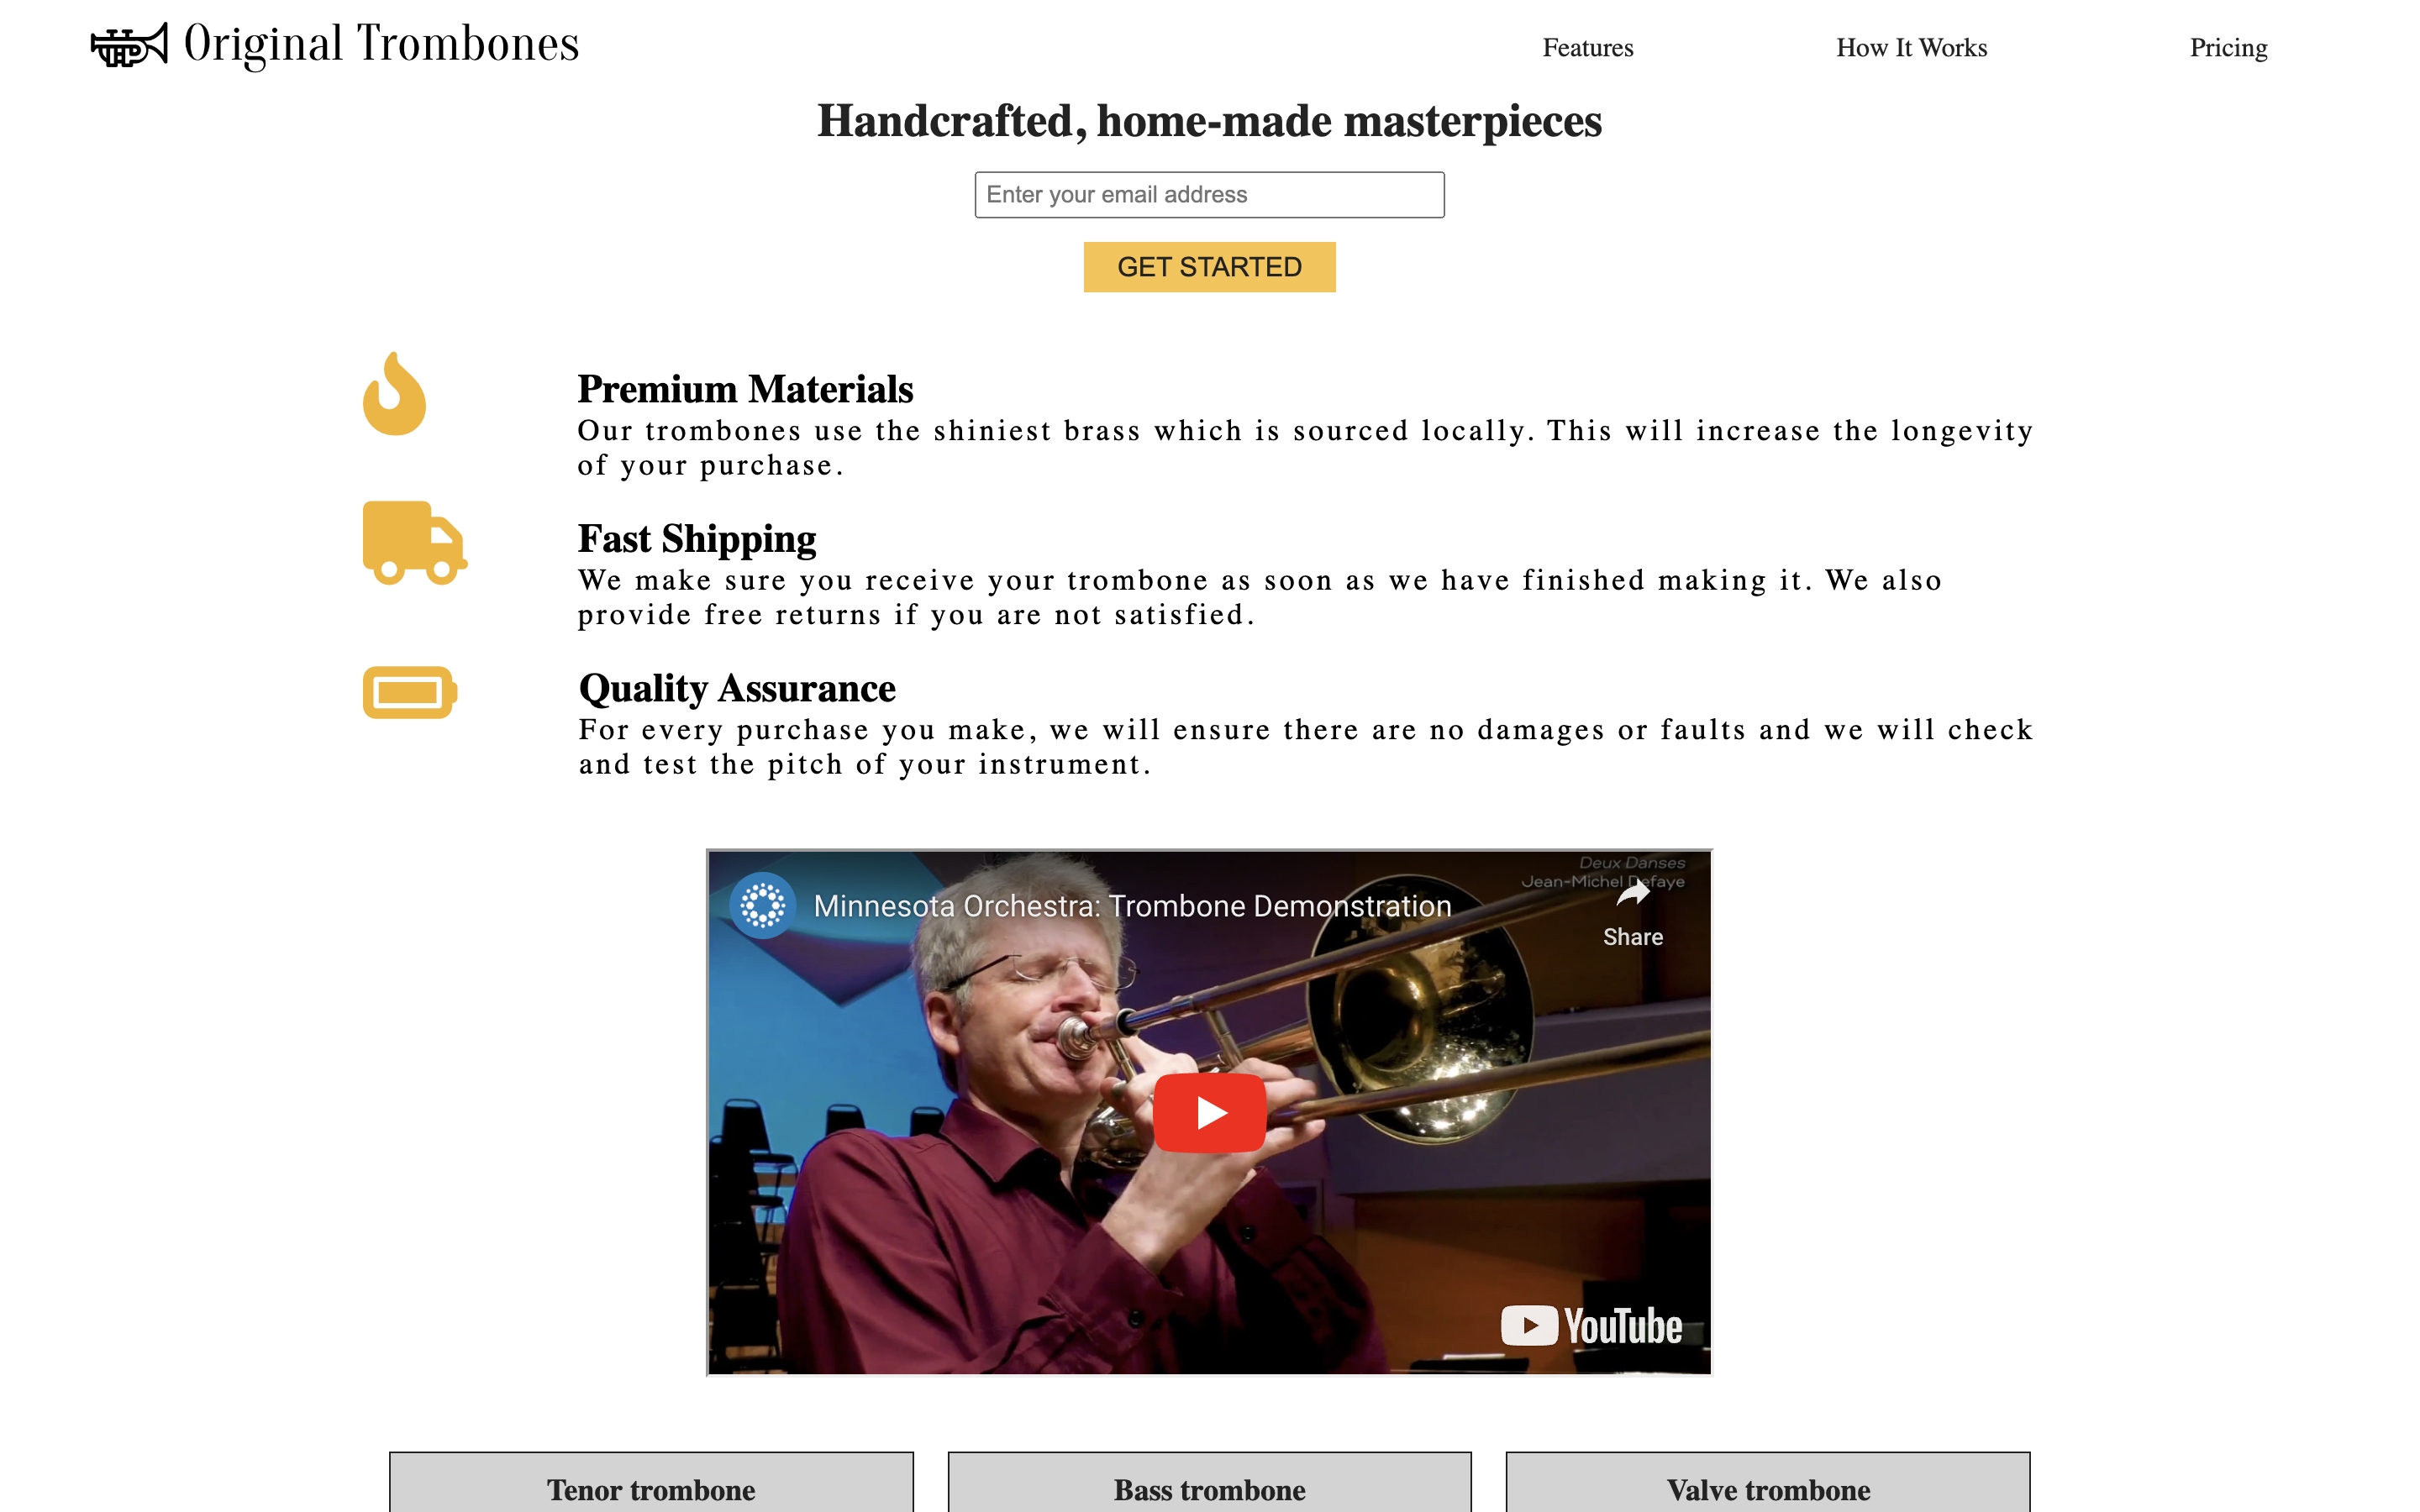 Original Trombones
Features
How It Works
Pricing
Handcrafted, home-made masterpieces
Enter your email address
GET STARTED
Premium Materials
Our trombones use the shiniest brass which is sourced locally. This will increase the longevity
of your purchase.
Fast Shipping
We make sure you receive your trombone as soon as we have finished making it. We also
provide free returns if you are not satisfied.
Quality Assurance
For every purchase you make, we will ensure there are no damages or faults and we will check
and test the pitch of your instrument.
Deux Danses
Jean-Michel Defaye
Minnesota Orchestra: Trombone Demonstration
Share
YouTube
Tenor trombone
Bass trombone
Valve trombone